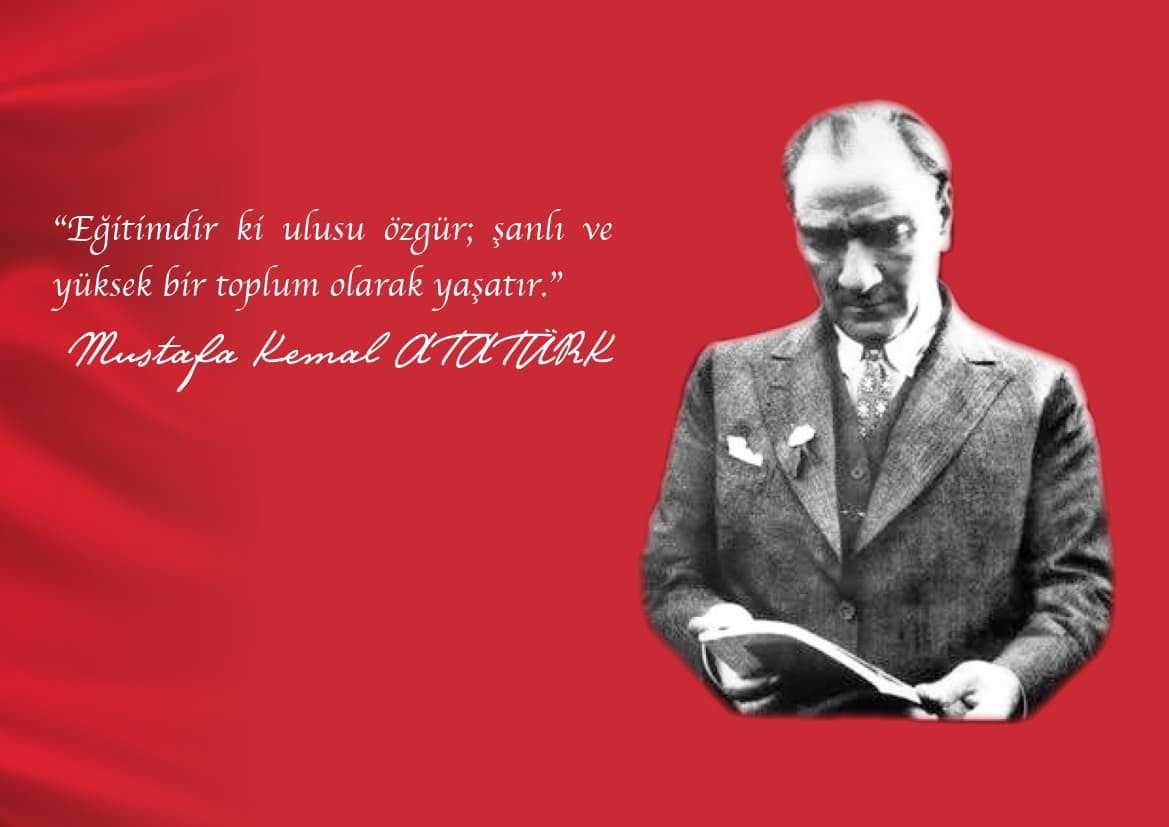 “Eğitimdir ki ulusu özgür; şanlı ve
yüksek bir toplum olarak yaşatır.”
Mustafa Kemal ATATÜRK